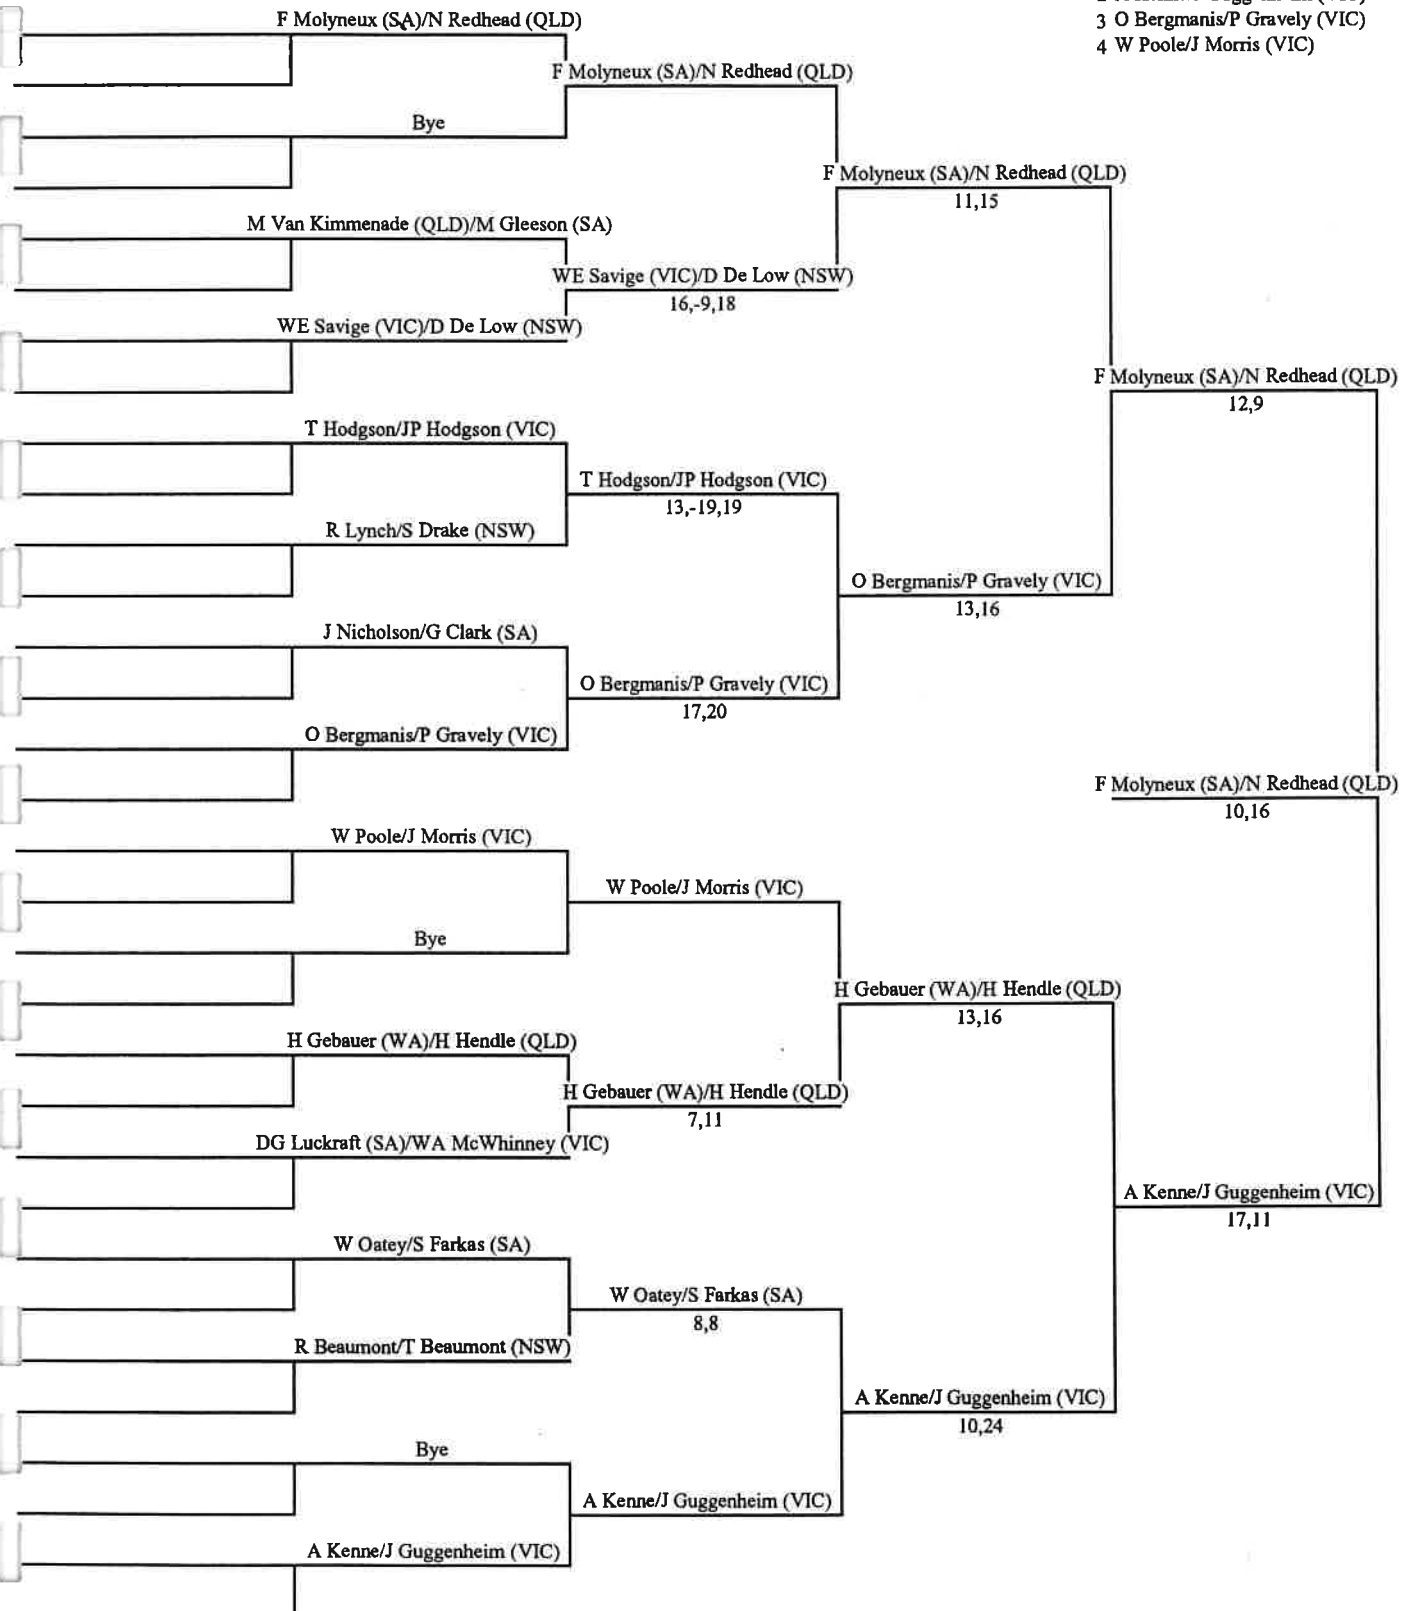 3 O Bergmanis/P Gravely (VIC)
4 W Poole/J Morris (VIC)
F Molyneux (SA)/N Redhead (QLD)
F Molyneux (SA)/N Redhead (QLD)
Bye
F Molyneux (SA)/N Redhead (QLD)
11,15
M Van Kimmenade (QLD)/M Gleeson (SA)
WE Savige (VIC)/D De Low (NSW)
16,-9,18
WE Savige (VIC)/D De Low (NSW)
F Molyneux (SA)/N Redhead (QLD)
12,9
T Hodgson/JP Hodgson (VIC)
T Hodgson/JP Hodgson (VIC)
13,-19,19
R Lynch/S Drake (NSW)
O Bergmanis/P Gravely (VIC)
13,16
J Nicholson/G Clark (SA)
O Bergmanis/P Gravely (VIC)
17,20
O Bergmanis/P Gravely (VIC)
F Molyneux (SA)/N Redhead (QLD)
10,16
W Poole/J Morris (VIC)
W Poole/J Morris (VIC)
Bye
H Gebauer (WA)/H Hendle (QLD)
13,16
H Gebauer (WA)/H Hendle (QLD)
H Gebauer (WA)/H Hendle (QLD)
7,11
DG Luckraft (SA)/WA McWhinney (VIC)
A Kenne/J Guggenheim (VIC)
17,11
W Oatey/S Farkas (SA)
W Oatey/S Farkas (SA)
8,8
R Beaumont/T Beaumont (NSW)
A Kenne/J Guggenheim (VIC)
10,24
Bye
A Kenne/J Guggenheim (VIC)
A Kenne/J Guggenheim (VIC)